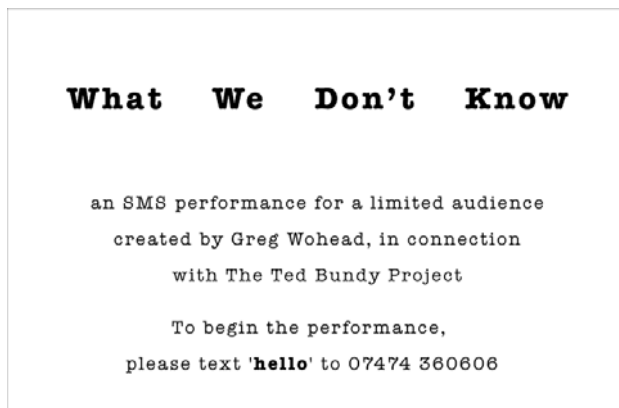 What We Don't Know
an SMS performance for a limited audience
created by Greg Wohead, in connection
with The Ted Bundy Project
To begin the performance,
please text 'hello' to 07474 360606